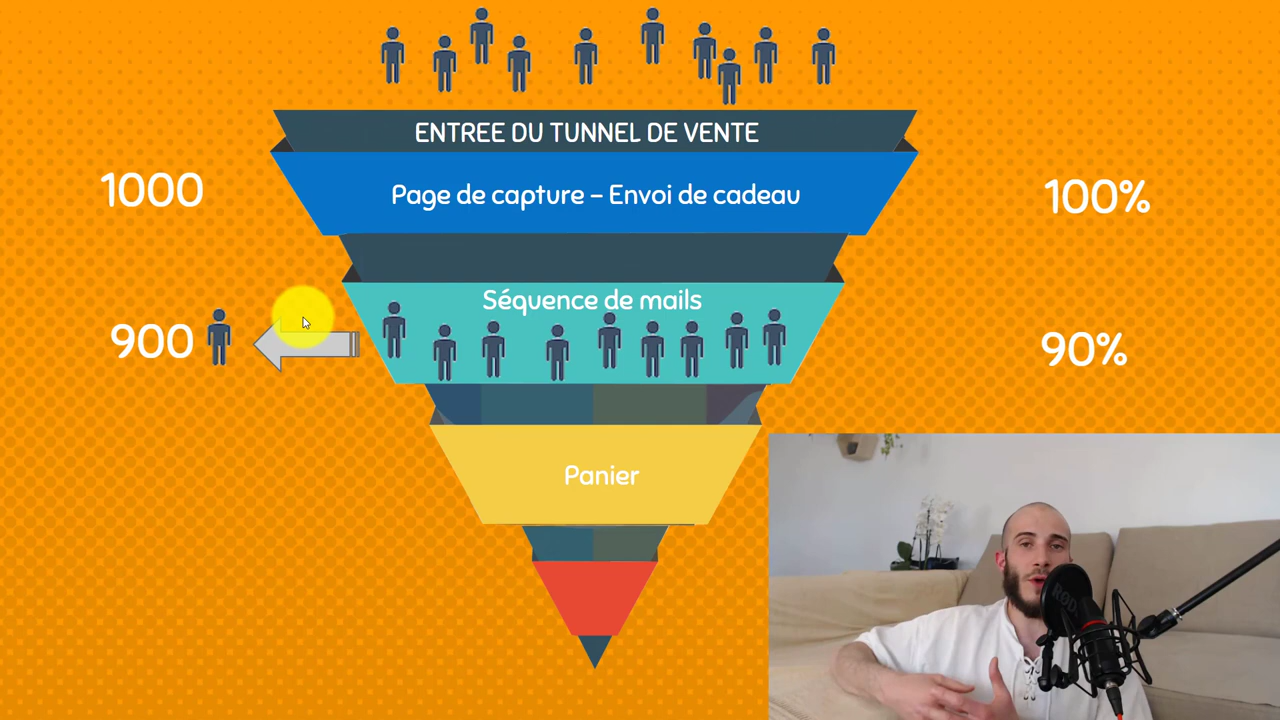 ENTREE DU TUNNEL DE VENTE
1000
Page de capture – Envoi de cadeau
100%
Séquence de mails
900
90%
Panier
RODE